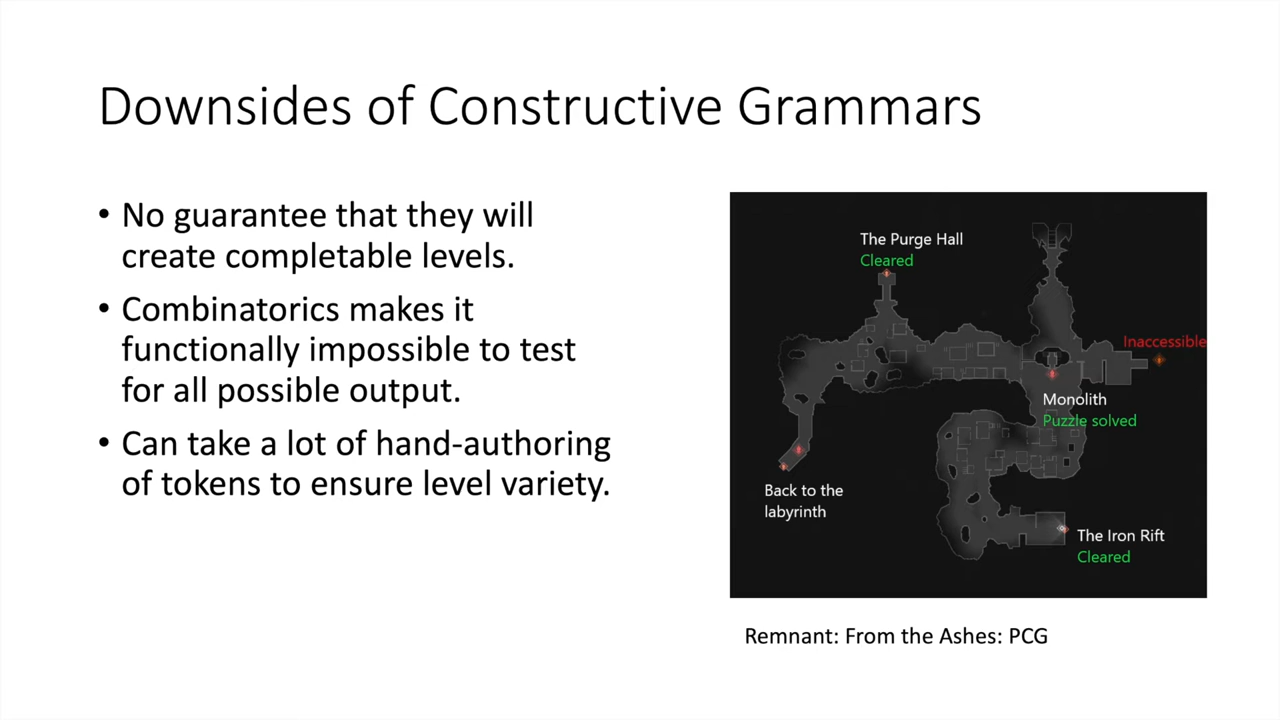 Downsides of Constructive Grammars
• No guarantee that they will
create completable levels.
• Combinatorics makes it
functionally impossible to test
for all possible output.
• Can take a lot of hand-authoring
of tokens to ensure level variety.
The Purge Hall
Cleared
Inaccessible
Monolith
Puzzle solved
Back to the
labyrinth
The Iron Rift
Cleared
Remnant: From the Ashes: PCG